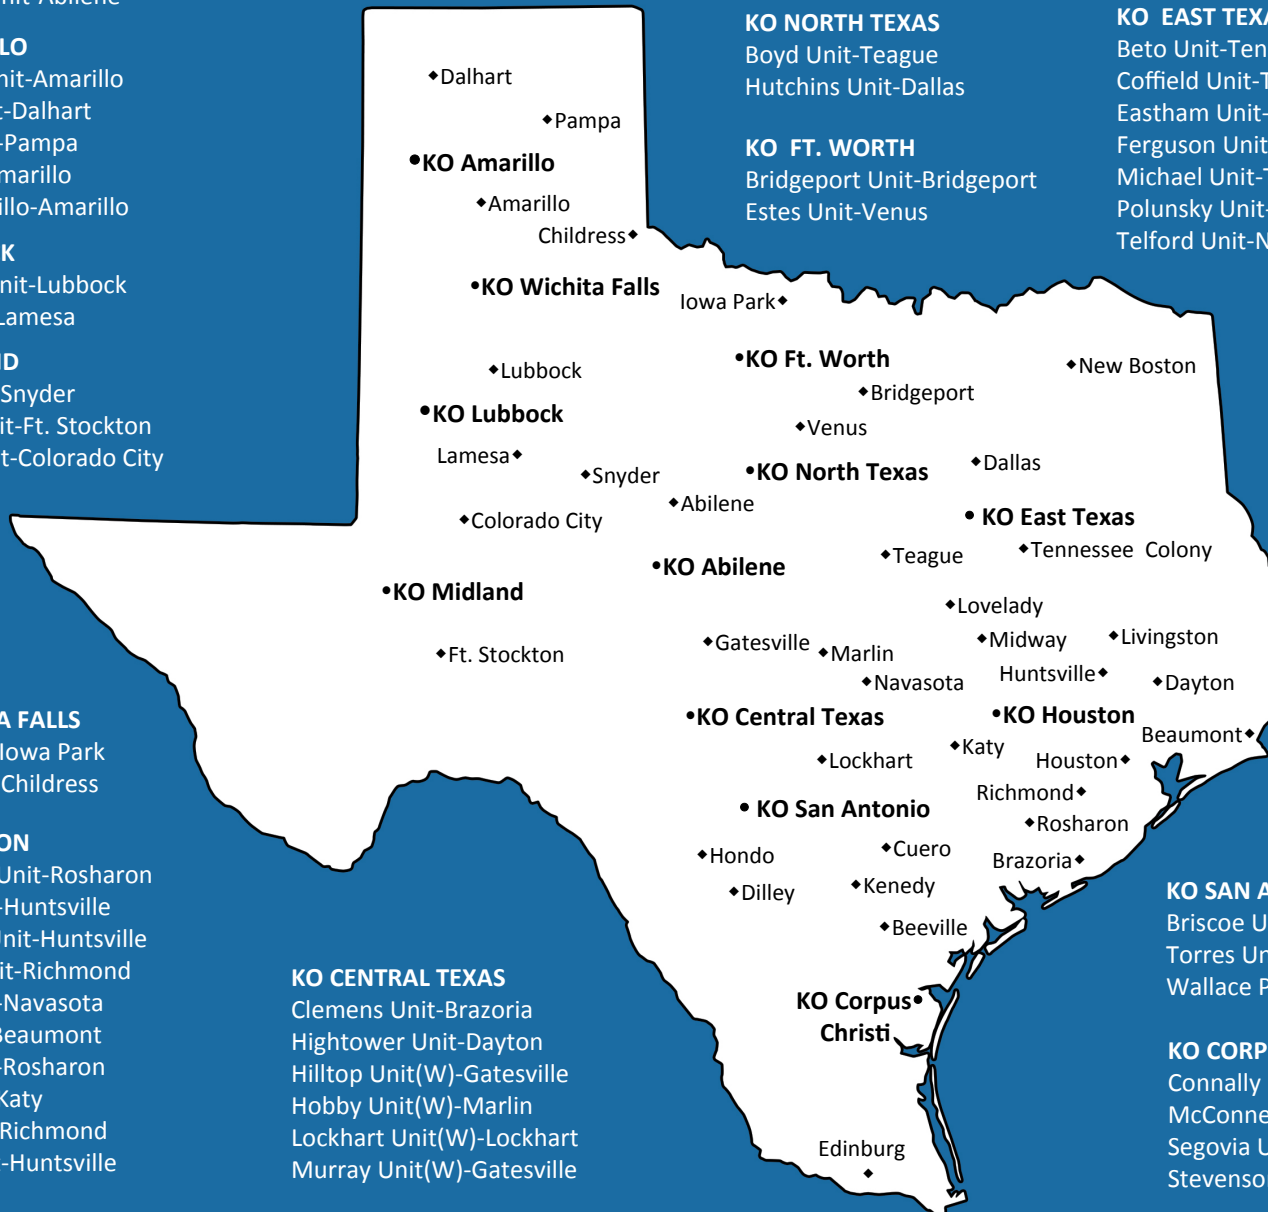 nit-Abilene
LO
nit-Amarillo
t-Dalhart
-Pampa
marillo
illo-Amarillo
K
nit-Lubbock
Lamesa
ID
Snyder
it-Ft. Stockton
t-Colorado City
A FALLS
Iowa Park
Childress
ON
Unit-Rosharon
-Huntsville
Unit-Huntsville
it-Richmond
-Navasota
Beaumont
-Rosharon
Katy
Richmond
t-Huntsville
KO CENTRAL TEXAS
Clemens Unit-Brazoria
Hightower Unit-Dayton
Hilltop Unit(W)-Gatesville
Hobby Unit(W)-Marlin
Lockhart Unit(W)-Lockhart
Murray Unit(W)-Gatesville
KO NORTH TEXAS
Boyd Unit-Teague
Hutchins Unit-Dallas
KO FT. WORTH
Bridgeport Unit-Bridgeport
Estes Unit-Venus
KO EAST TEXA
Beto Unit-Ten
Coffield Unit-T
Eastham Unit-
Ferguson Unit
Michael Unit-T
Polunsky Unit-
Telford Unit-N
Dalhart
Pampa
KO Amarillo
Amarillo
Childress
KO Wichita Falls
Iowa Park
KO Ft. Worth
New Boston
Lubbock
Bridgeport
KO Lubbock
Venus
Lamesa
Snyder
KO North Texas
Dallas
Abilene
Colorado City
KO East Texas
Teague
Tennessee Colony
KO Abilene
KO Midland
Lovelady
Gatesville
Marlin
Midway
Livingston
Ft. Stockton
Navasota
Huntsville
Dayton
KO Central Texas
KO Houston
Beaumont
Lockhart
Katy
Houston
Richmond
KO San Antonio
Rosharon
Hondo
Cuero
Brazoria
Dilley
Kenedy
Beeville
KO Corpus
Christi
Edinburg
KO SAN A
Briscoe U
Torres Un
Wallace P
KO CORP
Connally
McConne
Segovia U
Stevenso